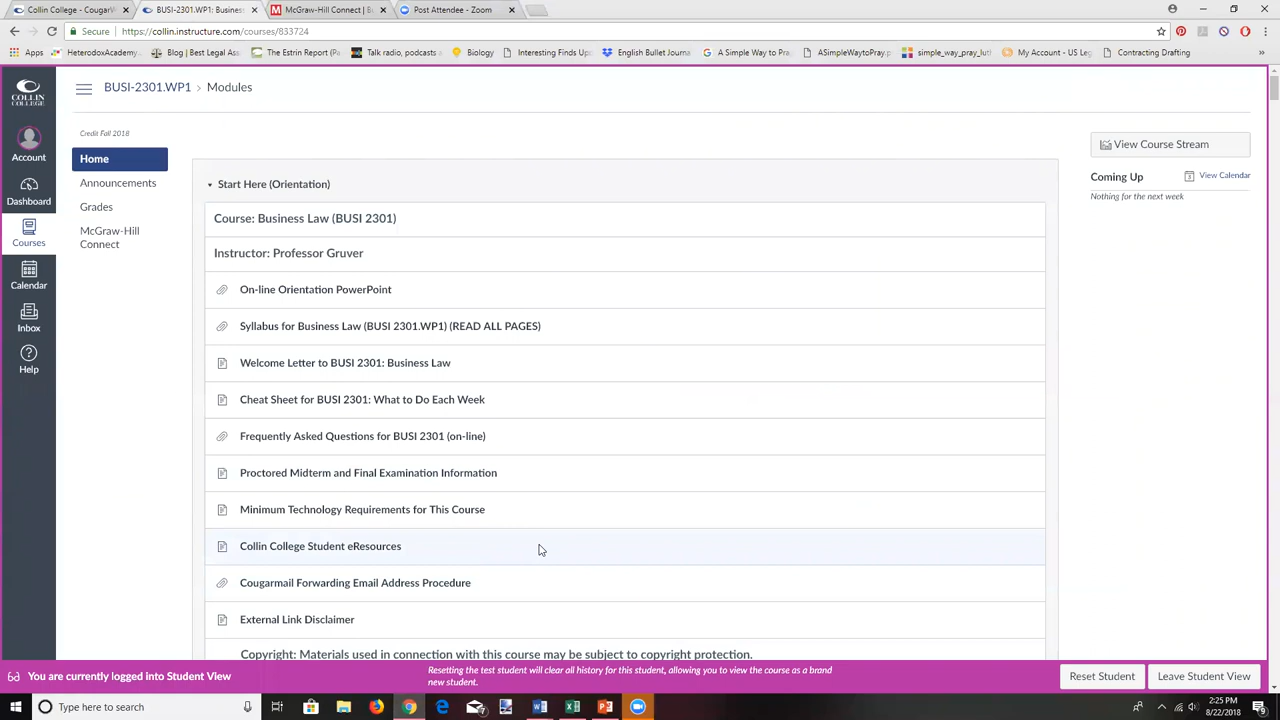 Collin College - CougarW
BUSI-2301.WP1: Business
McGraw-Hill Connect | Bu
Post Attendee - Zoom
Secure
https://collin.instructure.com/courses/833724
Apps
HeterodoxAcademy
Blog | Best Legal Ass
The Estrin Report
Talk radio, podcasts
Biology
Interesting Finds Up
English Bullet Journa
Simple Way to Pray
ASimpleWaytoPray
simple_way_pray_lut
My Account - US Leg
Contracting Drafting
COLLIN COLLEGE
Account
Dashboard
Courses
Calendar
Inbox
Help
BUSI-2301.WP1 › Modules
Credit Fall 2018
Home
Announcements
Grades
McGraw-Hill
Connect
Start Here (Orientation)
Course: Business Law (BUSI 2301)
Instructor: Professor Gruver
On-line Orientation PowerPoint
Syllabus for Business Law (BUSI 2301.WP1) (READ ALL PAGES)
Welcome Letter to BUSI 2301: Business Law
Cheat Sheet for BUSI 2301: What to Do Each Week
Frequently Asked Questions for BUSI 2301 (on-line)
Proctored Midterm and Final Examination Information
Minimum Technology Requirements for This Course
Collin College Student eResources
Cougarmail Forwarding Email Address Procedure
External Link Disclaimer
Copyright: Materials used in connection with this course may be subject to copyright protection.
View Course Stream
Coming Up
View Calendar
Nothing for the next week
You are currently logged into Student View
Resetting the test student will clear all history for this student, allowing you to view the course as a brand
new student.
Reset Student
Leave Student View
Type here to search
2:25 PM
8/22/2018